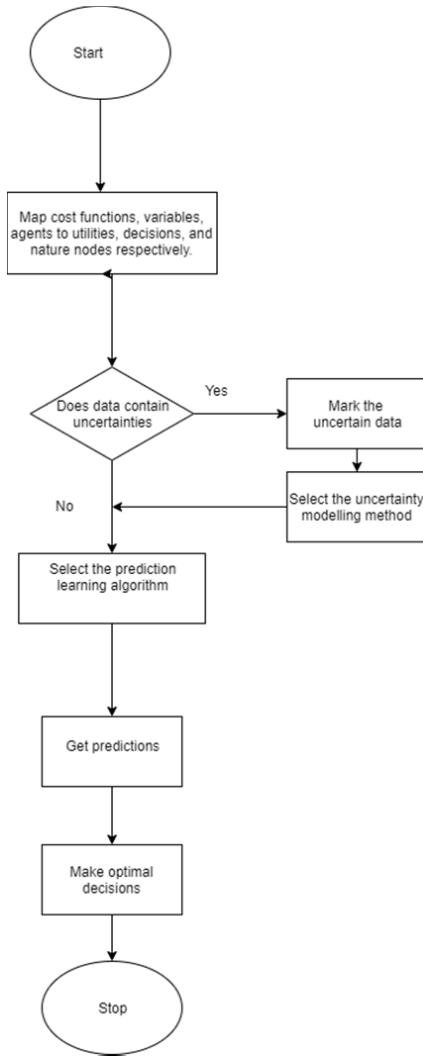 Start
Map cost functions, variables,
agents to utilities, decisions, and
nature nodes respectively.
Does data contain
uncertainties
Yes
Mark the
uncertain data
Select the uncertainty
modelling method
No
Select the prediction
learning algorithm
Get predictions
Make optimal
decisions
Stop